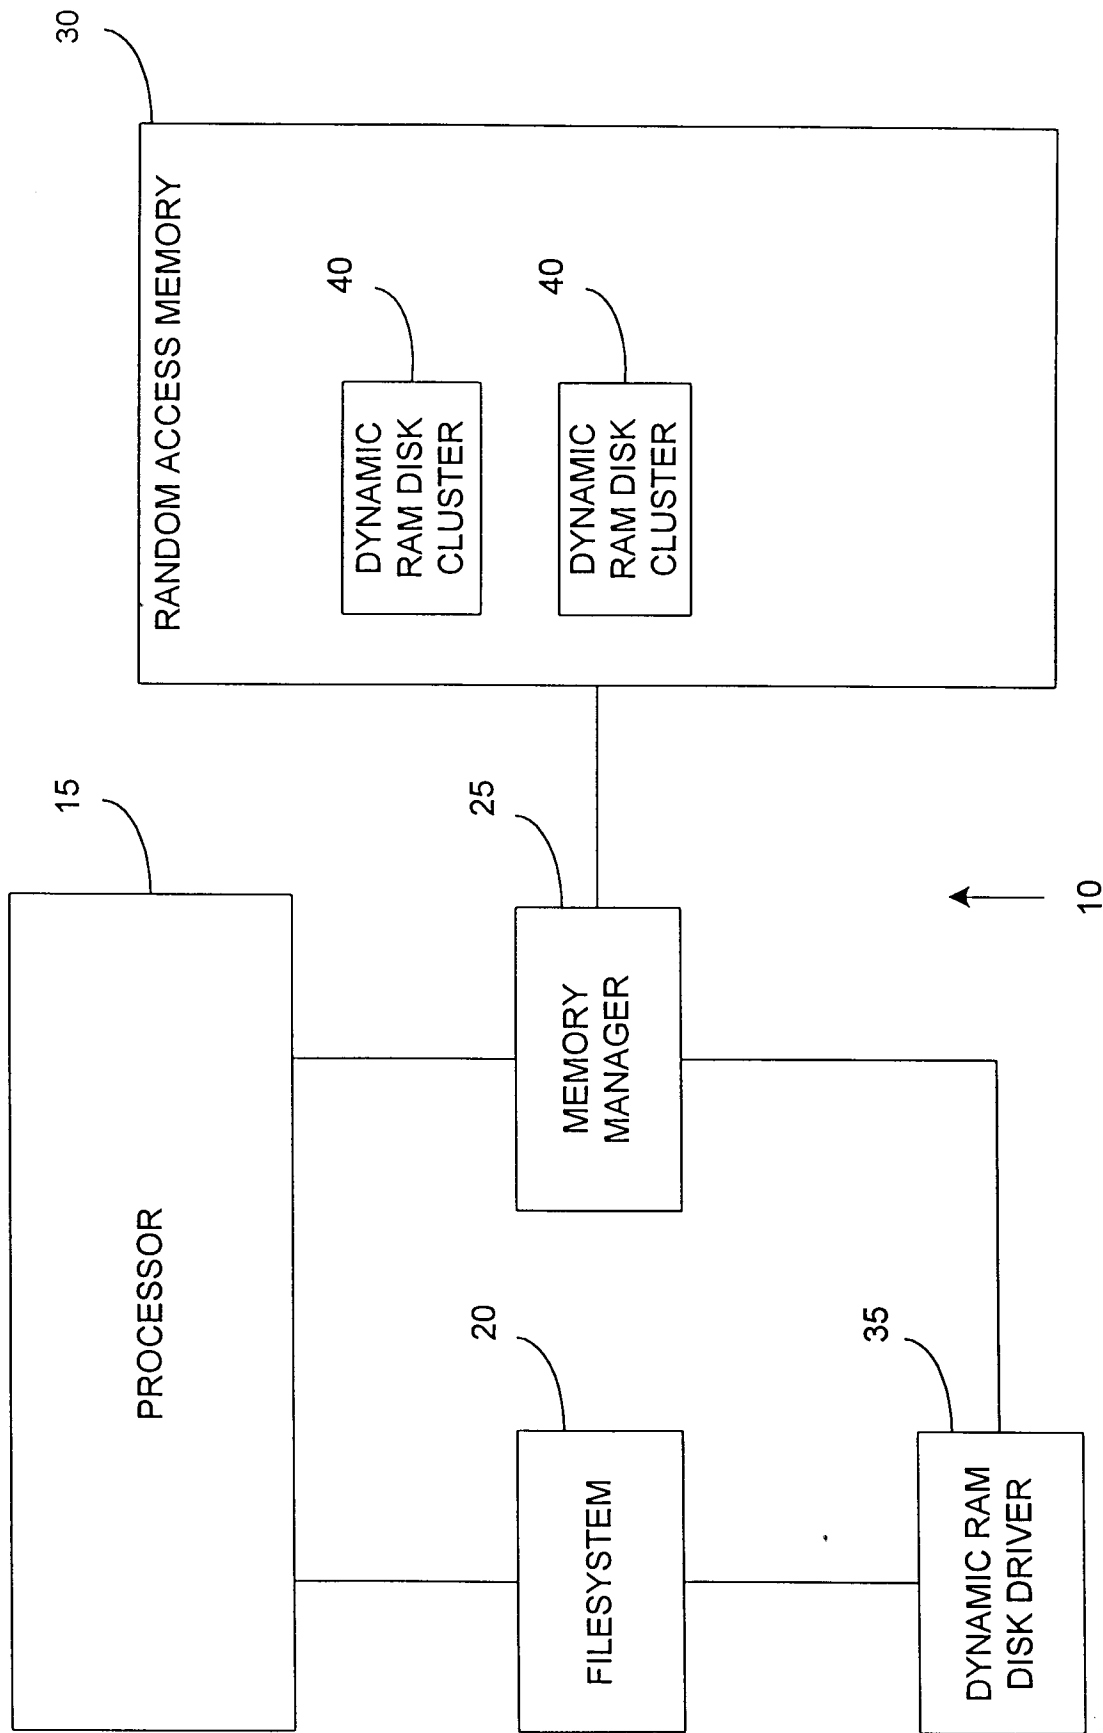 PROCESSOR
15
30
RANDOM ACCESS MEMORY
FILESYSTEM
20
MEMORY
MANAGER
25
DYNAMIC
RAM DISK
CLUSTER
40
DYNAMIC
RAM DISK
CLUSTER
40
DYNAMIC RAM
DISK DRIVER
35
10